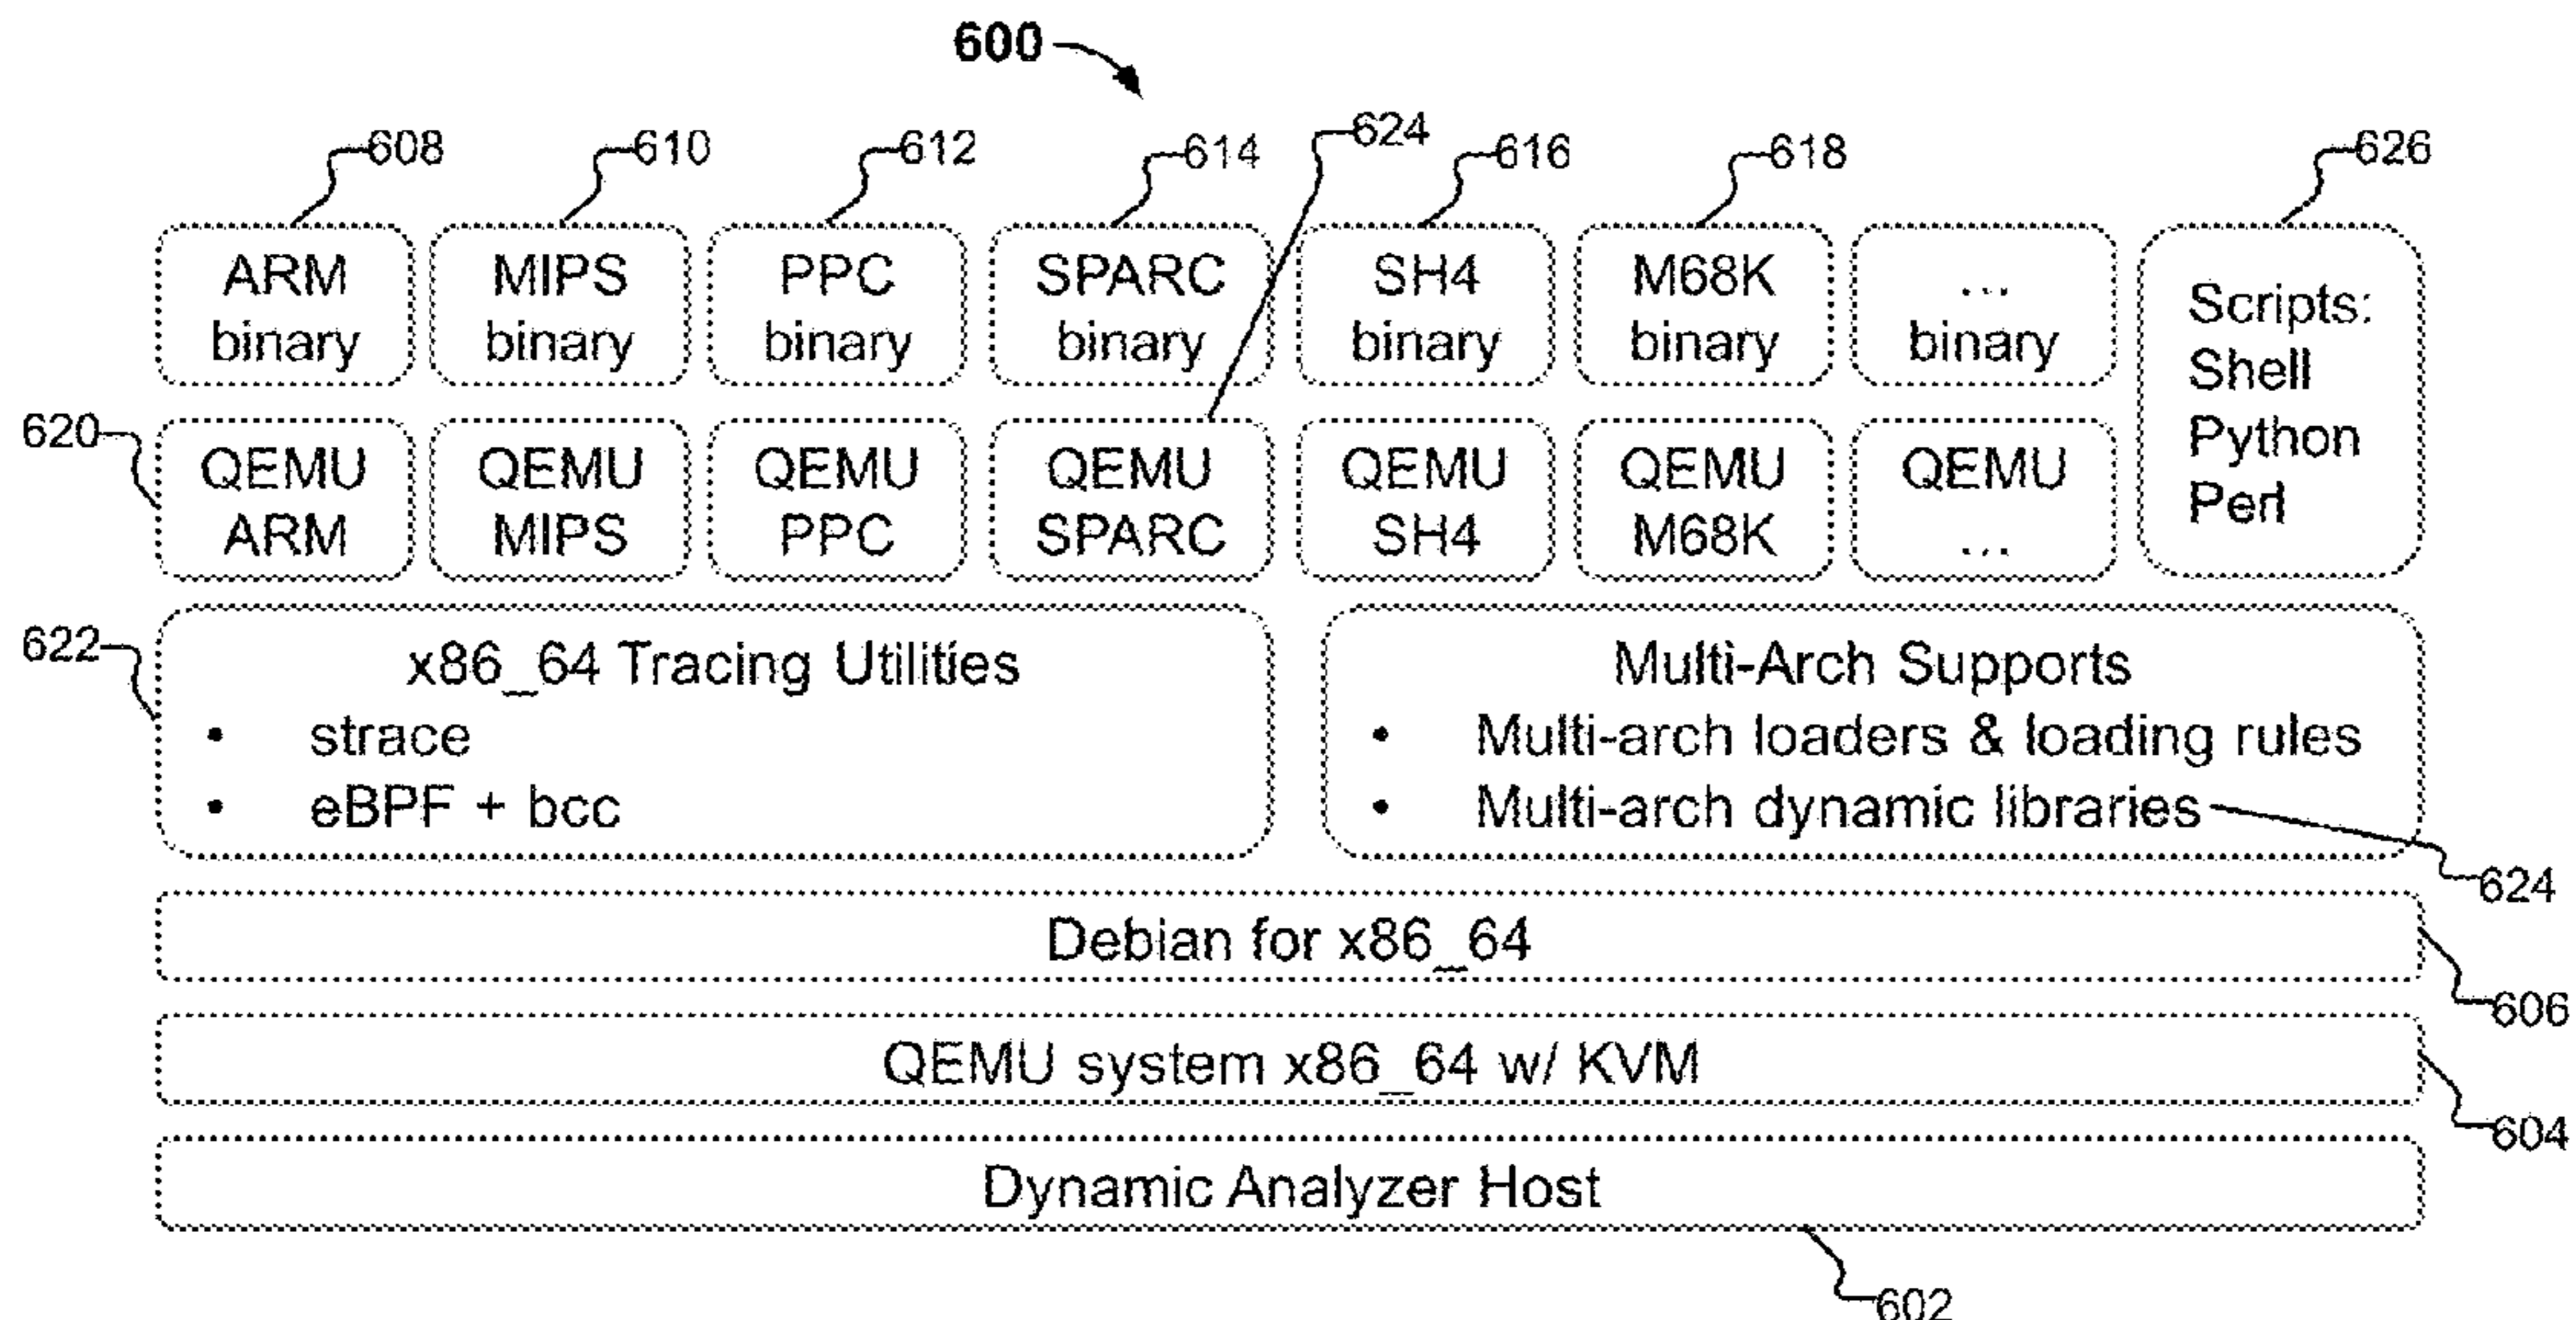 600
608
610
612
614
624
616
618
626
ARM
binary
MIPS
binary
PPC
binary
SPARC
binary
SH4
binary
M68K
binary
...
binary
Scripts:
Shell
Python
Perl
620
QEMU
ARM
QEMU
MIPS
QEMU
PPC
QEMU
SPARC
QEMU
SH4
QEMU
M68K
QEMU
...
622
x86_64 Tracing Utilities
• strace
• eBPF + bcc
Multi-Arch Supports
• Multi-arch loaders & loading rules
• Multi-arch dynamic libraries
624
Debian for x86_64
606
QEMU system x86_64 w/ KVM
604
Dynamic Analyzer Host
602